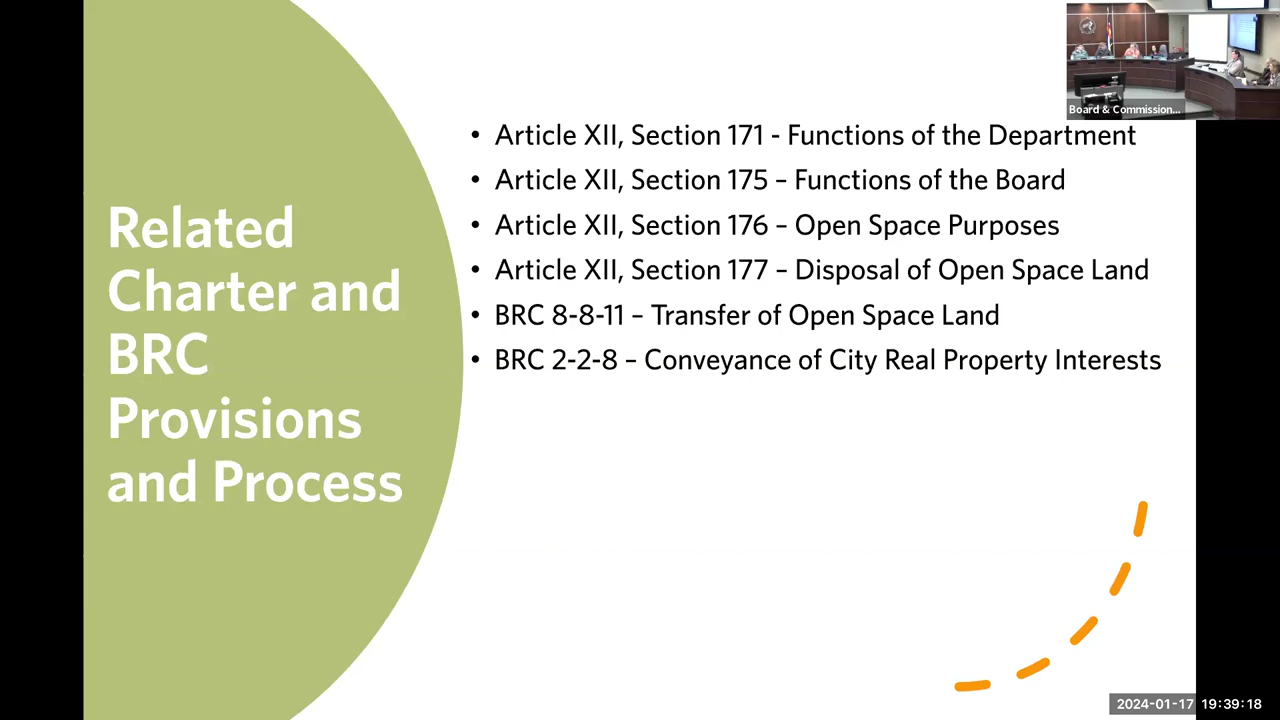 Related
Charter and
BRC
Provisions
and Process
• Article XII, Section 171 - Functions of the Department
• Article XII, Section 175 – Functions of the Board
• Article XII, Section 176 – Open Space Purposes
• Article XII, Section 177 – Disposal of Open Space Land
• BRC 8-8-11 – Transfer of Open Space Land
• BRC 2-2-8 – Conveyance of City Real Property Interests
Board & Commission...
2024-01-17 19:39:18